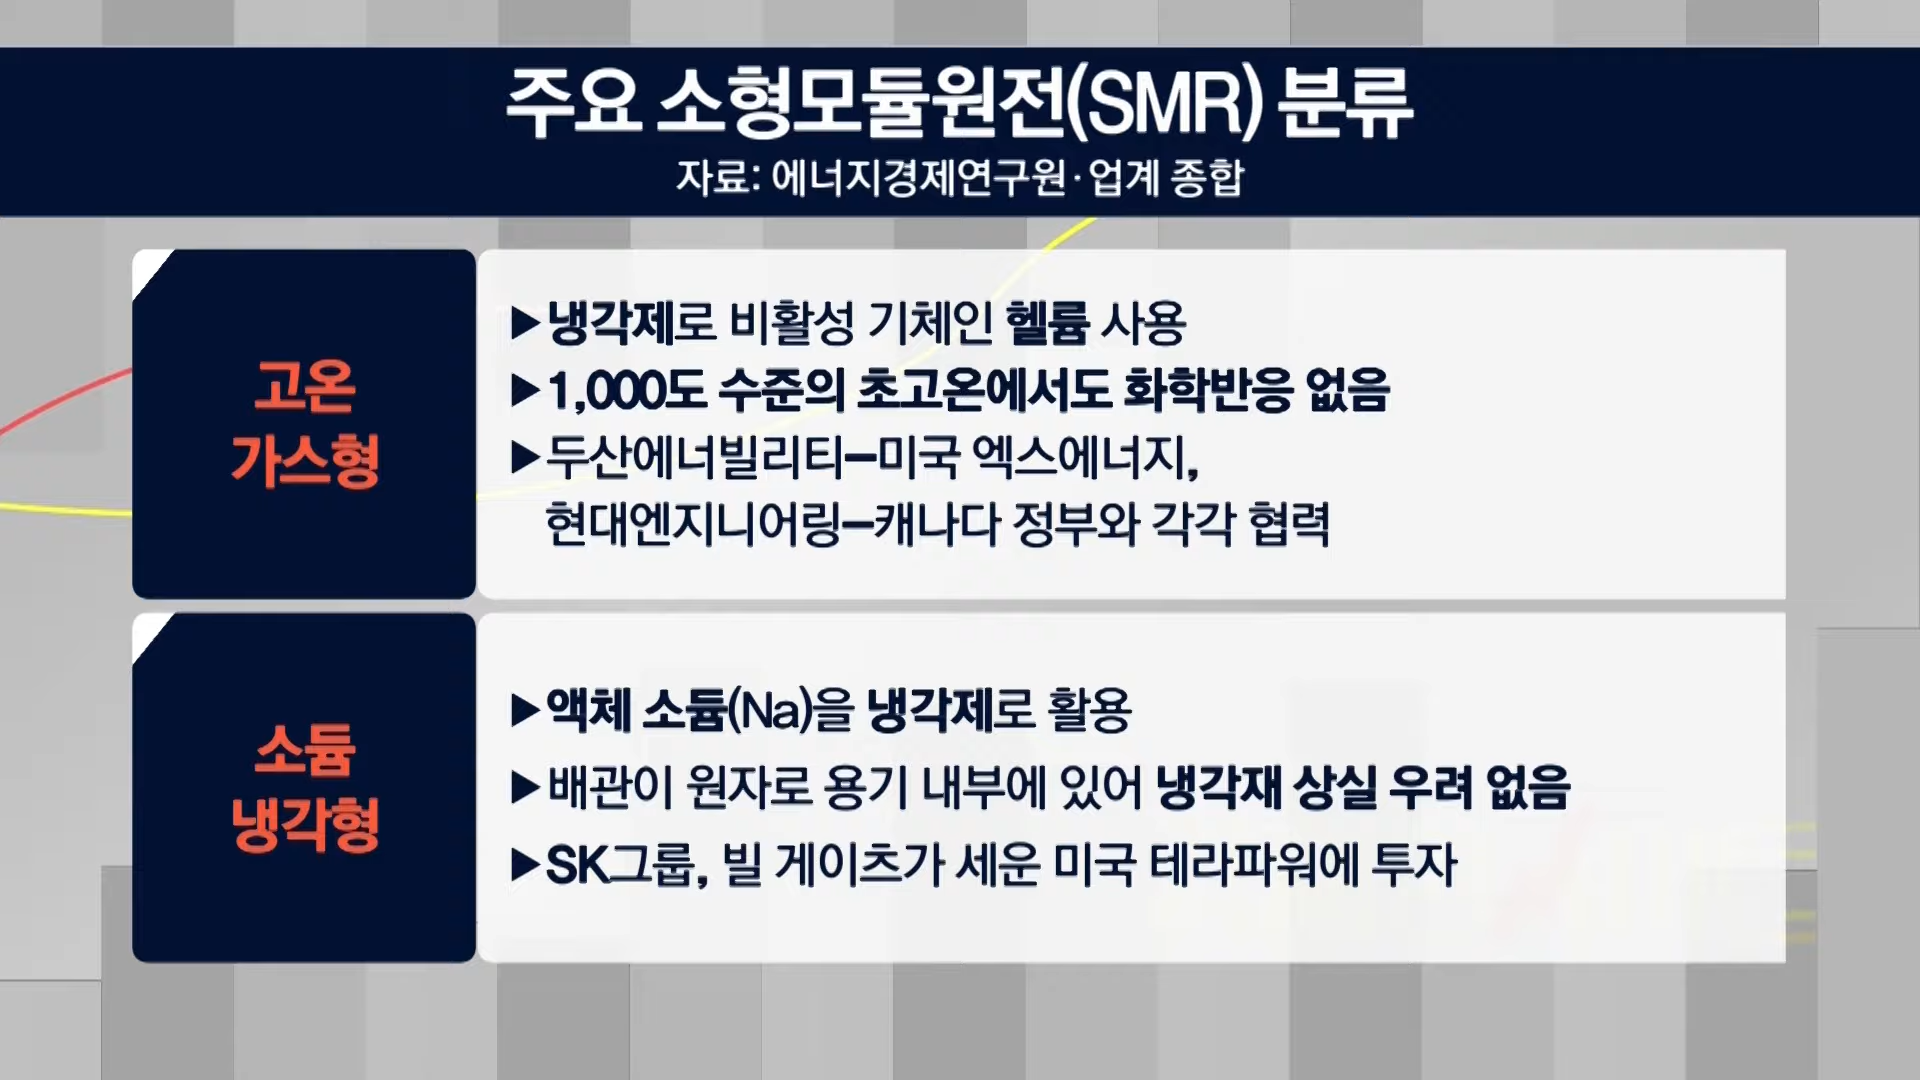 주요 소형모듈원전(SMR) 분류
자료: 에너지경제연구원·업계 종합
고온
가스형
▶냉각제로 비활성 기체인 헬륨 사용
▶1,000도 수준의 초고온에서도 화학반응 없음
▶두산에너빌리티–미국 엑스에너지,
현대엔지니어링–캐나다 정부와 각각 협력
소듐
냉각형
▶액체 소듐(Na)을 냉각제로 활용
▶배관이 원자로 용기 내부에 있어 냉각재 상실 우려 없음
▶SK그룹, 빌 게이츠가 세운 미국 테라파워에 투자